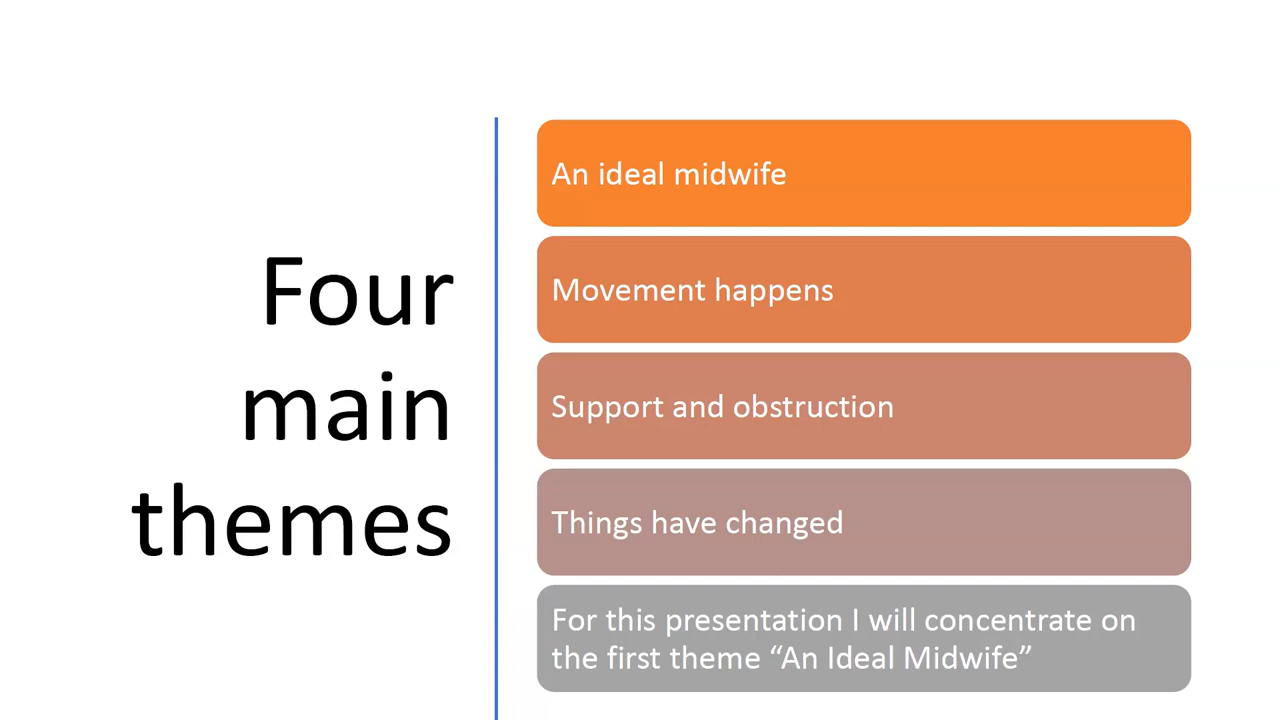 Four
main
themes
An ideal midwife
Movement happens
Support and obstruction
Things have changed
For this presentation I will concentrate on
the first theme “An Ideal Midwife”